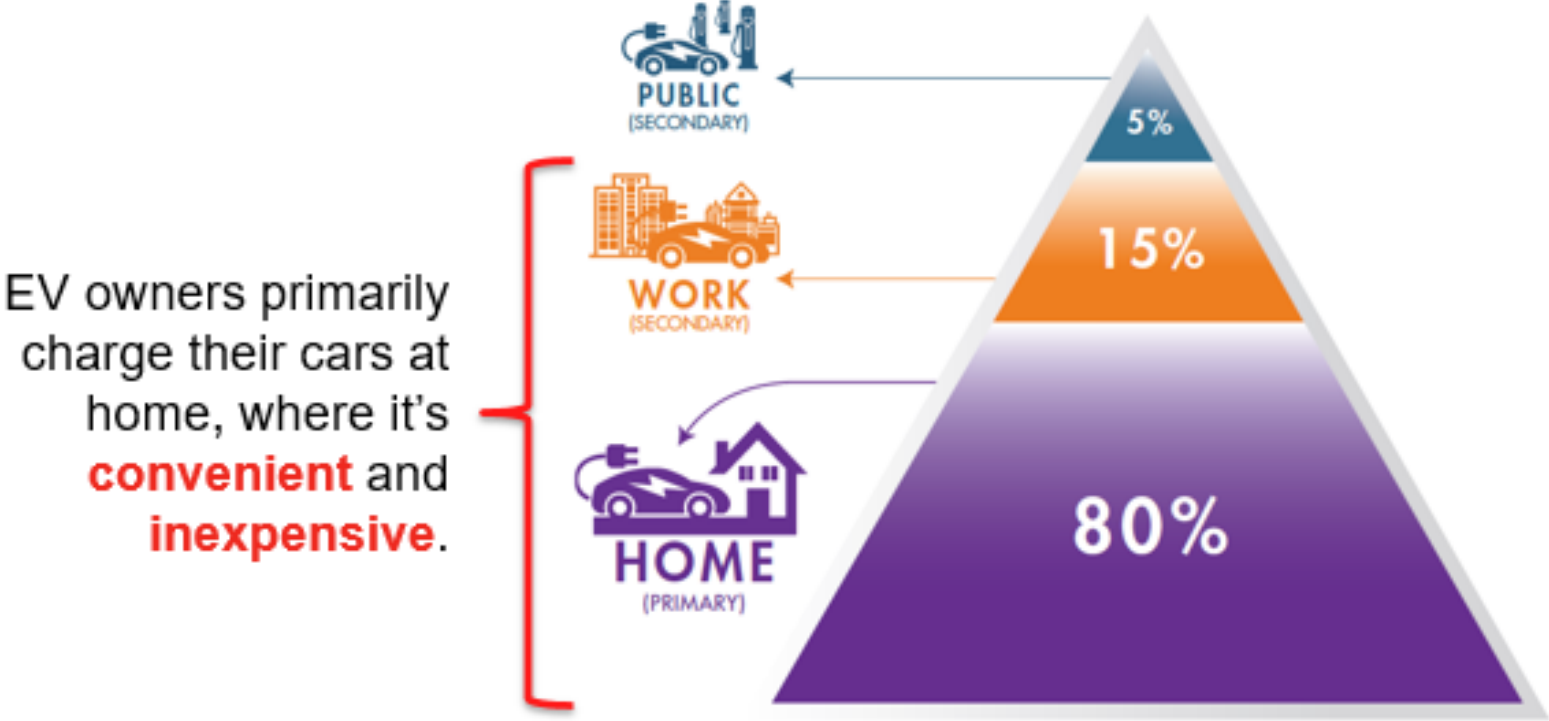 PUBLIC
(SECONDARY)
5%
WORK
(SECONDARY)
15%
EV owners primarily
charge their cars at
home, where it's
convenient and
inexpensive.
HOME
(PRIMARY)
80%